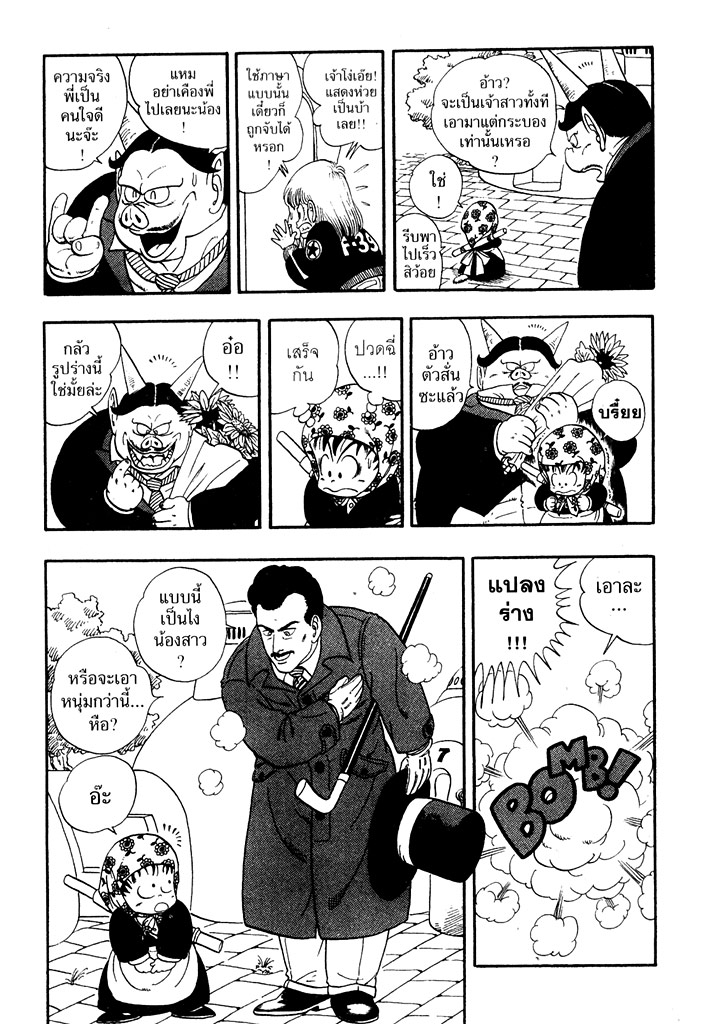 อ้าว?
จะเป็นเจ้าสาวทั้งที
เอามาแต่กระบอง
เท่านั้นเหรอ
?
ใช่
!
รีบพา
ไปเร็ว
สิว้อย
เจ้าโง่เอ๊ย!
แสดงห่วย
เป็นบ้า
เลย!!
ใช้ภาษา
แบบนั้น
เดี๋ยวก็
ถูกจับได้
หรอก
!
F-39
แหม
อย่าเคืองพี่
ไปเลยนะน้อง
!
ความจริง
พี่เป็น
คนใจดี
นะจ๊ะ
!
อ้าว
ตัวสั่น
ซะแล้ว
บรื๋ยย
ปวดฉี่
...!!
เสร็จ
กัน
อ๋อ
!!
กลัว
รูปร่างนี้
ใช่มั้ยล่ะ
เอาละ
...
แปลง
ร่าง
!!!
BOMB!
แบบนี้
เป็นไง
น้องสาว
?
หรือจะเอา
หนุ่มกว่านี้...
หือ?
อ๊ะ
7